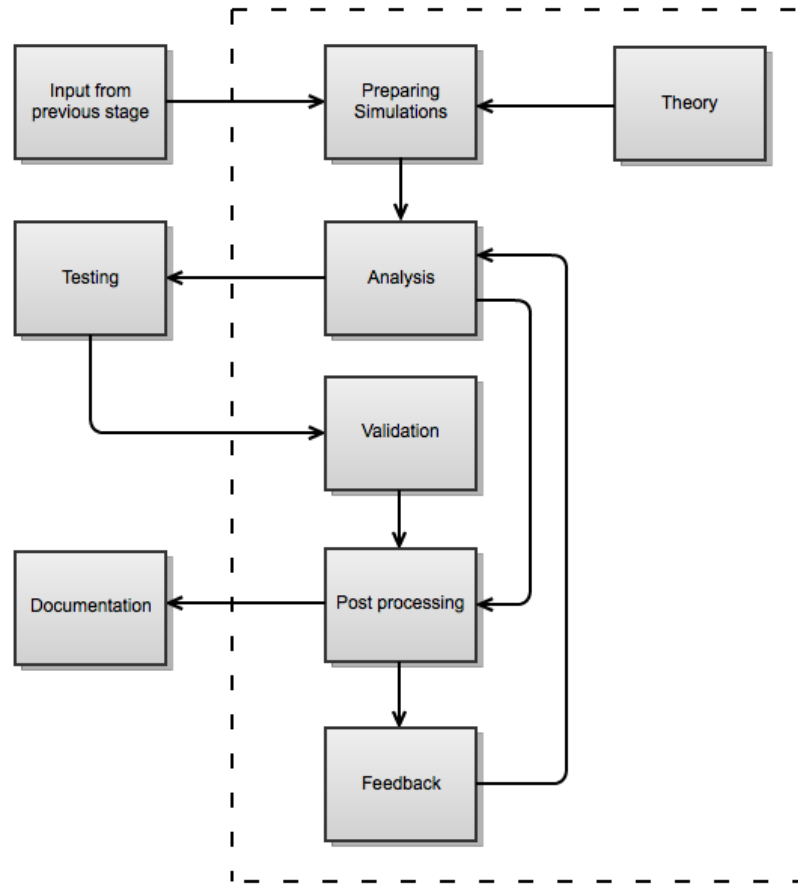 Input from
previous stage
Preparing
Simulations
Theory
Testing
Analysis
Validation
Documentation
Post processing
Feedback